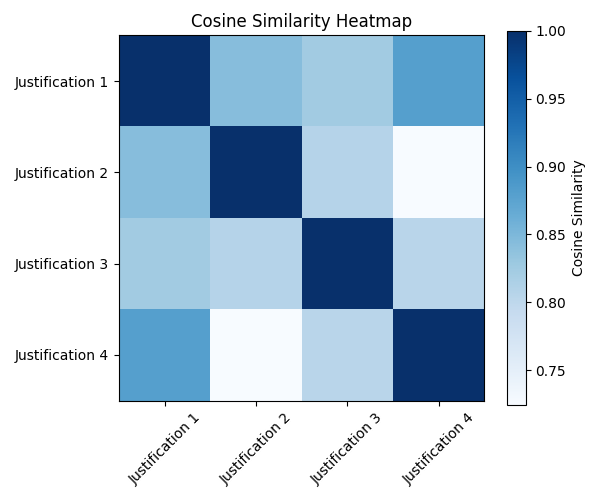 Cosine Similarity Heatmap
Justification 1
Justification 2
Justification 3
Justification 4
Justification 1
Justification 2
Justification 3
Justification 4
1.00
0.95
0.90
0.85
0.80
0.75
Cosine Similarity